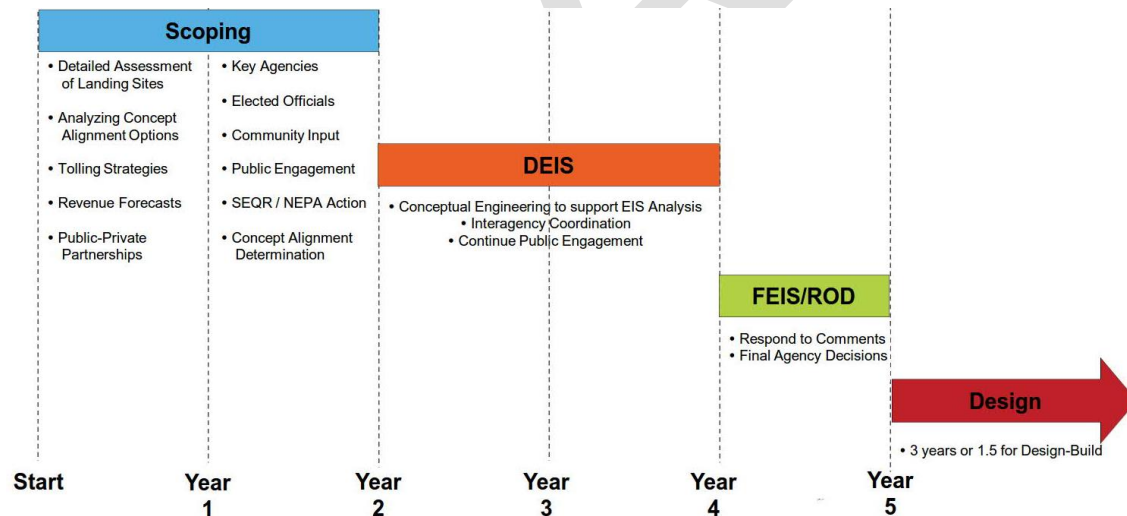 Scoping
• Detailed Assessment
of Landing Sites
• Analyzing Concept
Alignment Options
• Tolling Strategies
• Revenue Forecasts
• Public-Private
Partnerships
• Key Agencies
• Elected Officials
• Community Input
• Public Engagement
• SEQR / NEPA Action
• Concept Alignment
Determination
DEIS
• Conceptual Engineering to support EIS Analysis
• Interagency Coordination
• Continue Public Engagement
FEIS/ROD
• Respond to Comments
• Final Agency Decisions
Design
• 3 years or 1.5 for Design-Build
Start
Year
1
Year
2
Year
3
Year
4
Year
5